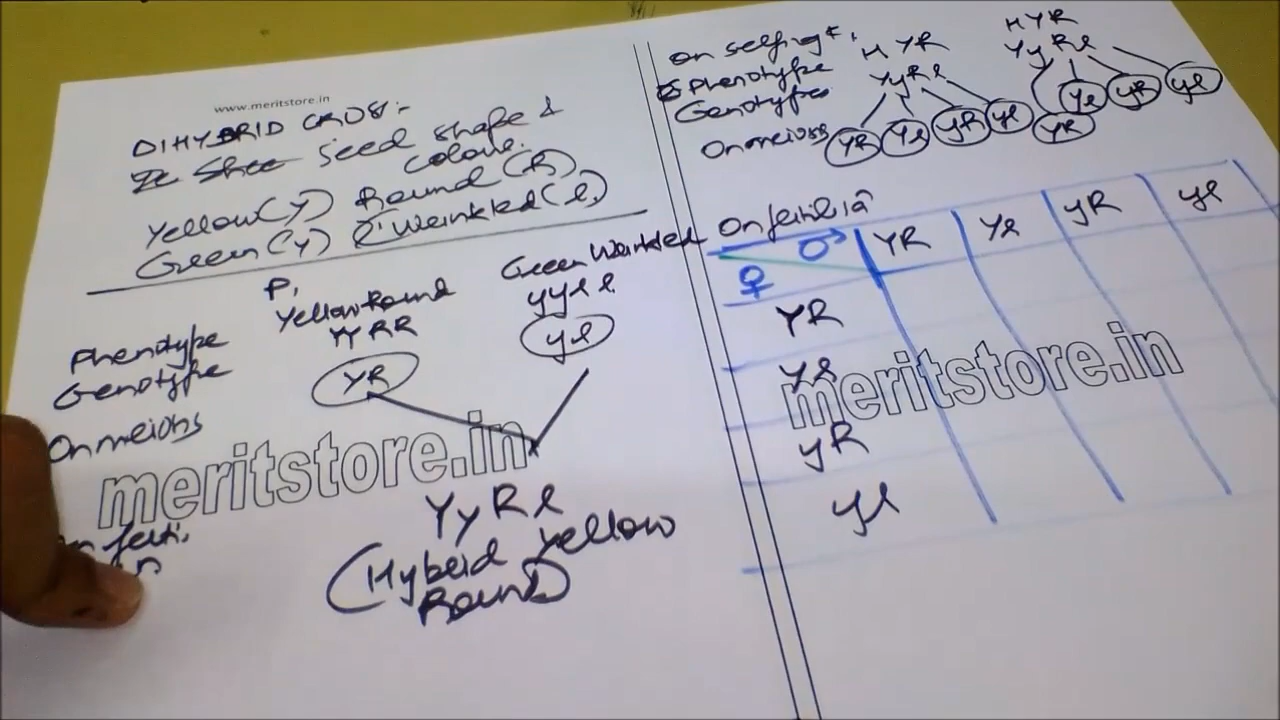 www.meritstore.in
DIHYBRID CROSS:-
Seed Shape &
Colour.
Yellow(Y) Round(R)
Green(y) Wrinkled(r)
P,
Yellow Round Green Wrinkled
Phenotype YYRR yyrr
Genotype YR yr
On meiosis
meritstore.in
YyRr
(Hybrid Yellow
Round)
On selfing HYR HYR
Phenotype YyRr YyRr
Genotype
On meiosis YR Yr yR yr YR Yr yR yr
On fertiliz
♂ YR Yr yR yr
♀
YR
Yr
meritstore.in
yR
yr